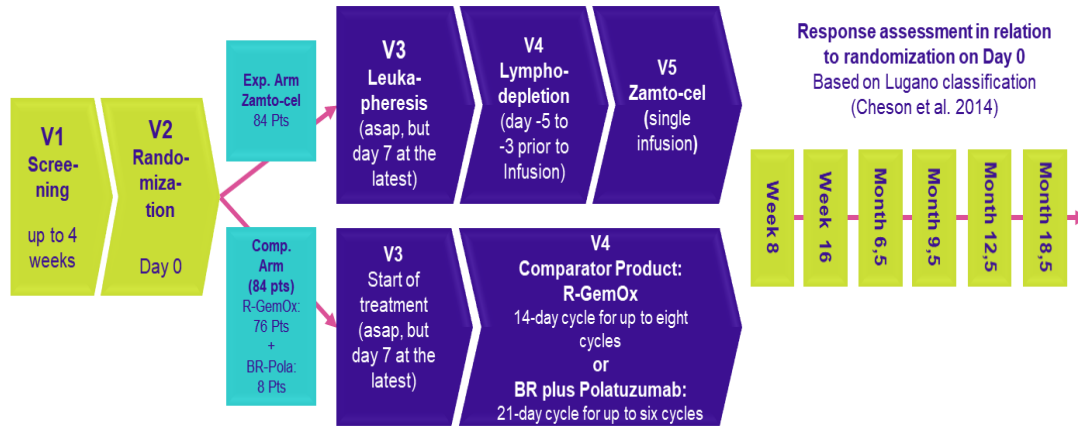 V1
Scree-
ning
up to 4
weeks
V2
Rando-
miza-
tion
Day 0
Exp. Arm
Zamto-cel
84 Pts
V3
Leuka-
pheresis
(asap, but
day 7 at the
latest)
V4
Lympho-
depletion
(day -5 to
-3 prior to
Infusion)
V5
Zamto-cel
(single
infusion)
Comp.
Arm
(84 pts)
R-GemOx:
76 Pts
+
BR-Pola:
8 Pts
V3
Start of
treatment
(asap, but
day 7 at the
latest)
V4
Comparator Product:
R-GemOx
14-day cycle for up to eight
cycles
or
BR plus Polatuzumab:
21-day cycle for up to six cycles
Response assessment in relation
to randomization on Day 0
Based on Lugano classification
(Cheson et al. 2014)
Week 8
Week 16
Month 6,5
Month 9,5
Month 12,5
Month 18,5